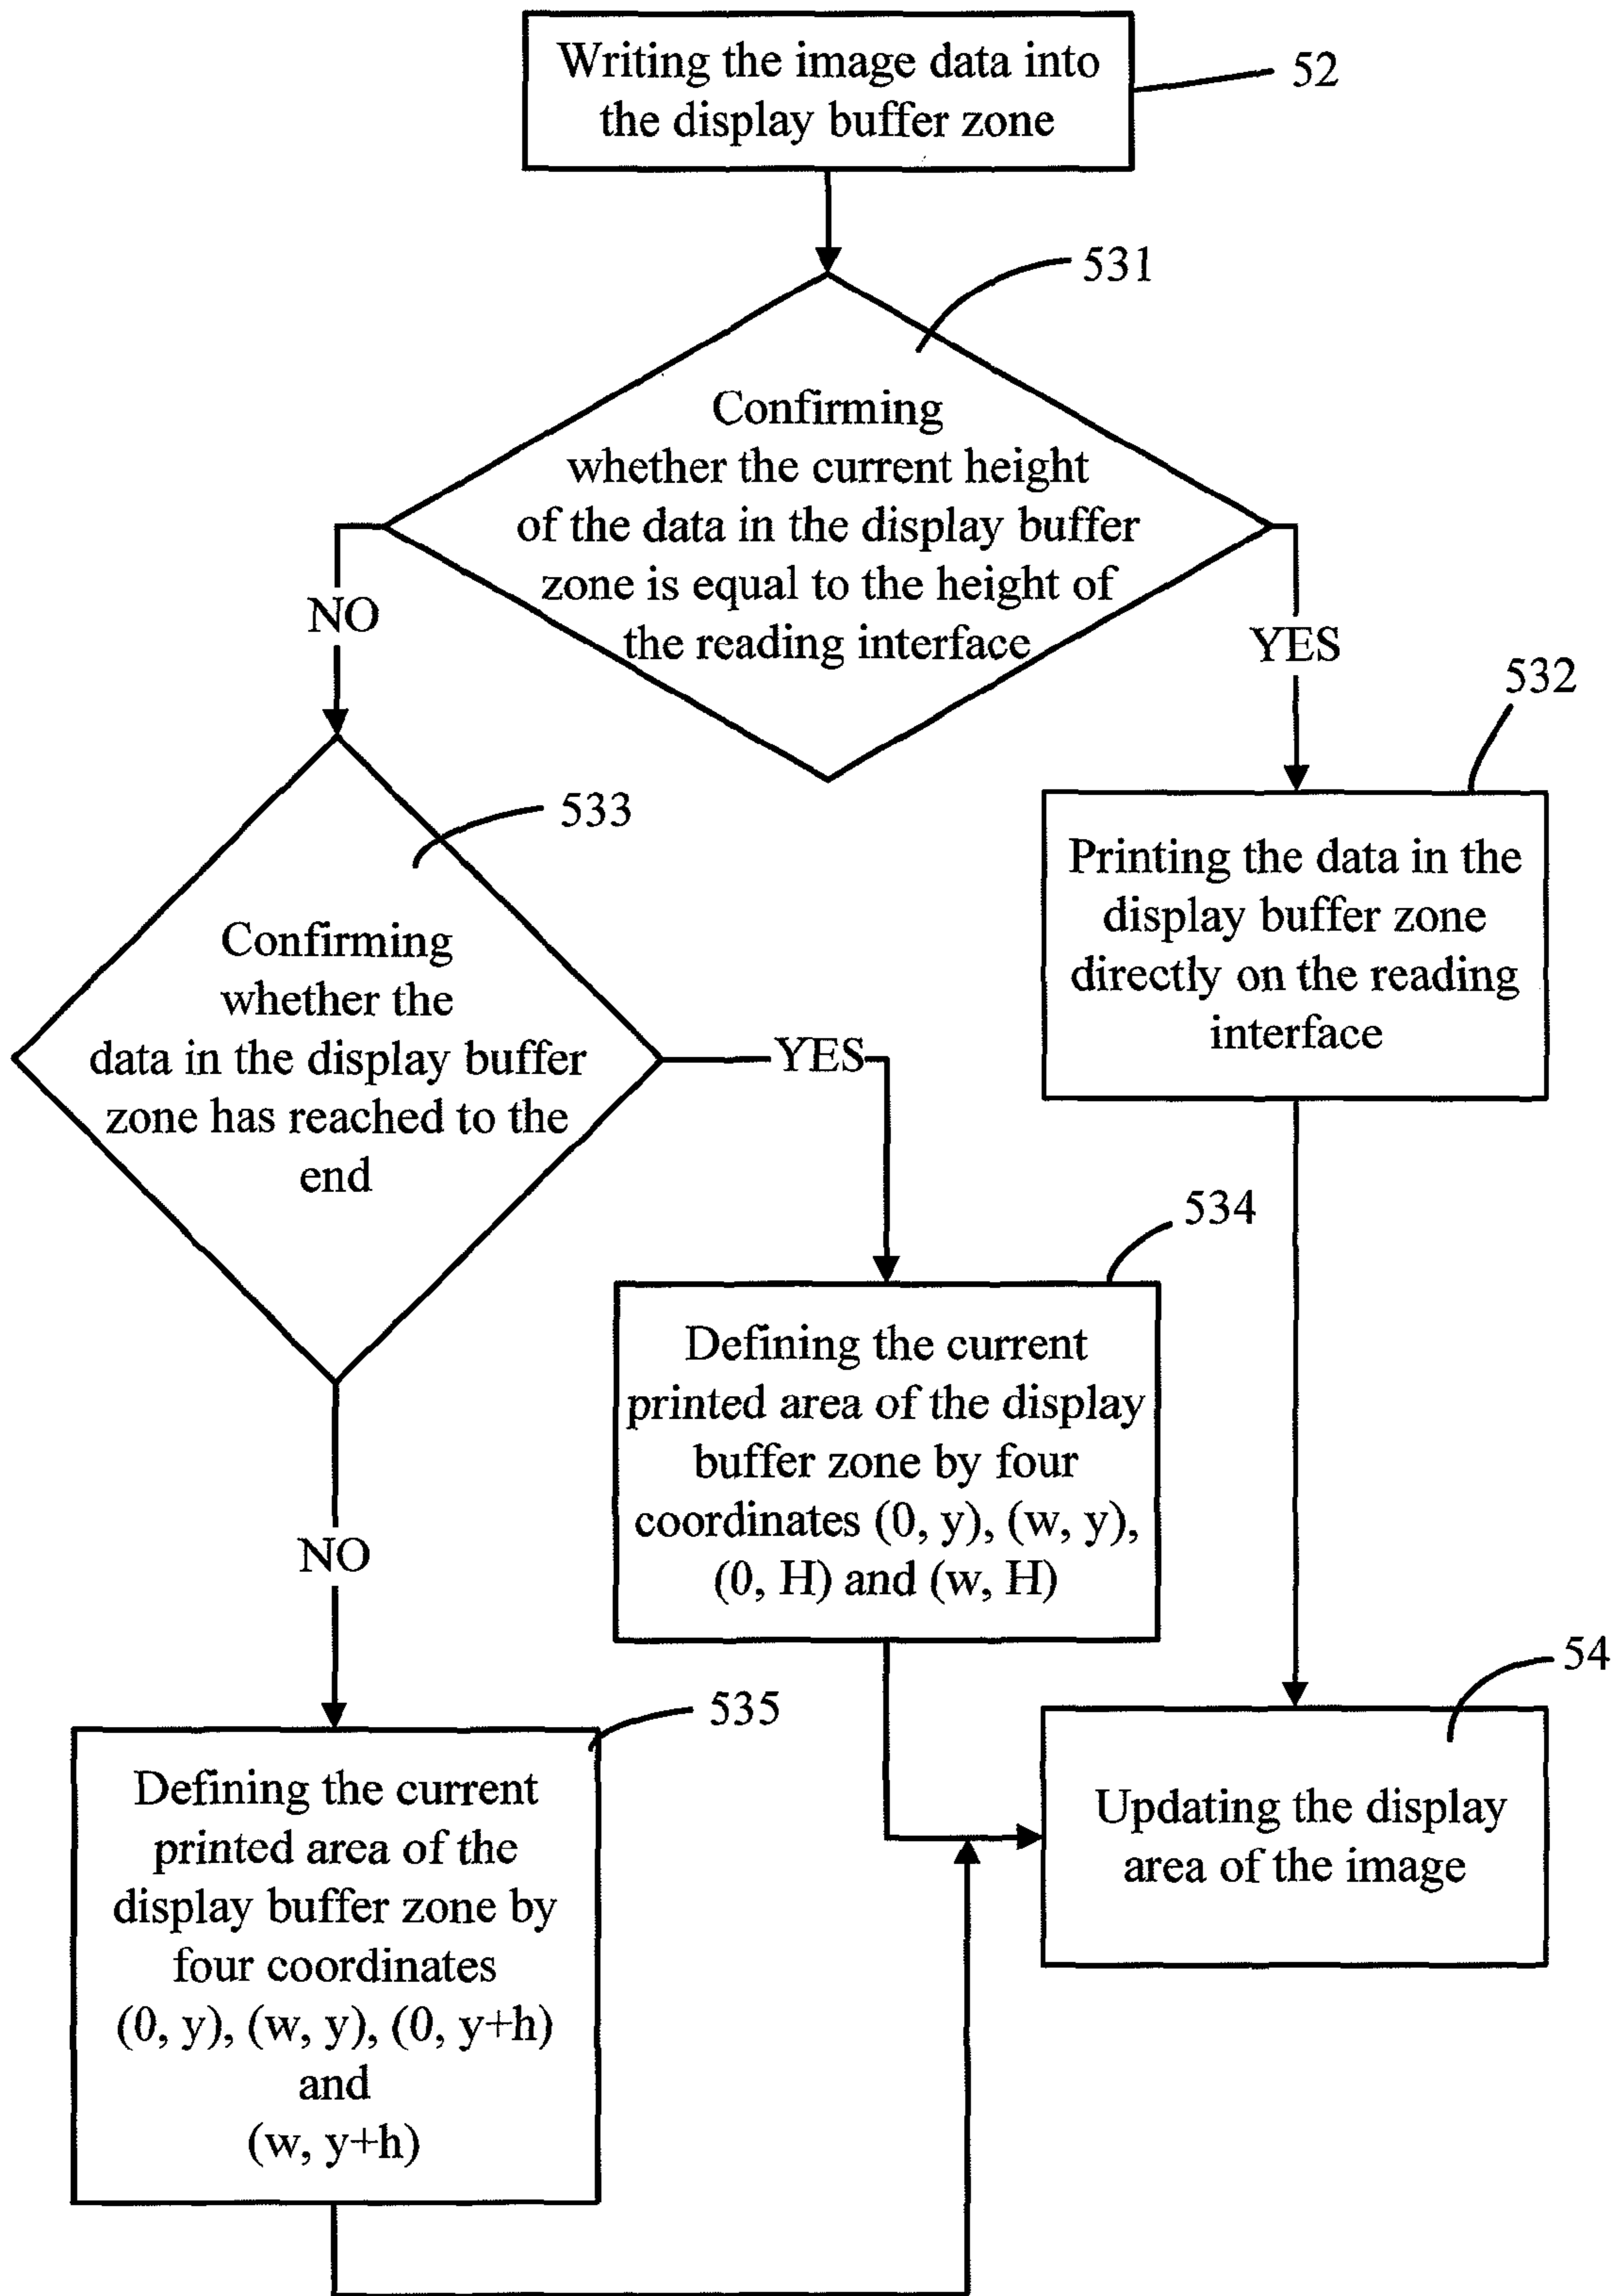 Writing the image data into
the display buffer zone
52
531
Confirming
whether the current height
of the data in the display buffer
zone is equal to the height of
the reading interface
NO
YES
532
533
Printing the data in the
display buffer zone
directly on the reading
interface
Confirming
whether the
data in the display buffer
zone has reached to the
end
YES
534
Defining the current
printed area of the display
buffer zone by four
coordinates (0, y), (w, y),
(0, H) and (w, H)
NO
54
535
Updating the display
area of the image
Defining the current
printed area of the
display buffer zone by
four coordinates
(0, y), (w, y), (0, y+h)
and
(w, y+h)